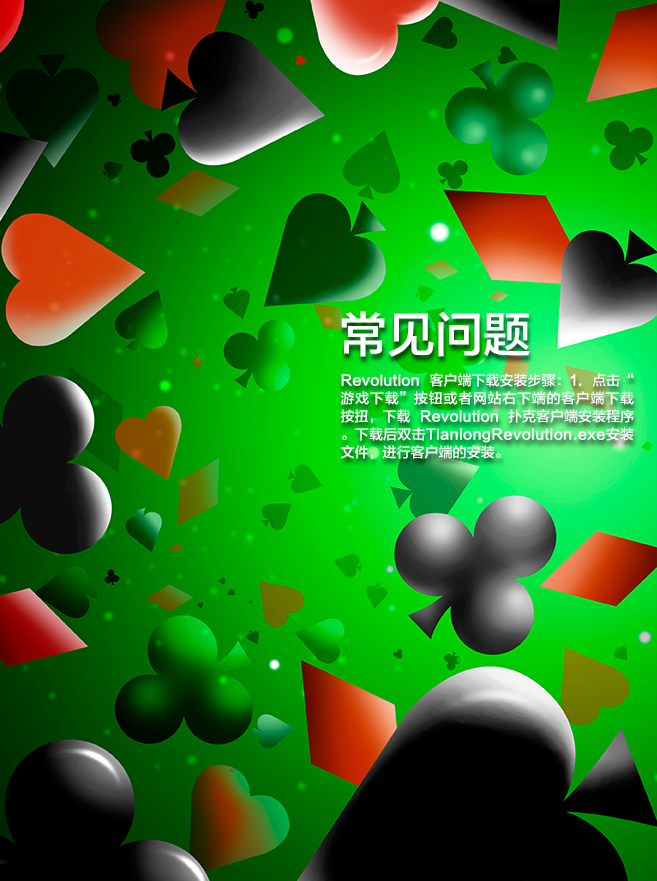 常见问题
Revolution 客户端下载安装步骤：1．点击“
游戏下载”按钮或者网站右下端的客户端下载
按扭，下载 Revolution 扑克客户端安装程序
。下载后双击TianlongRevolution.exe安装
文件，进行客户端的安装。